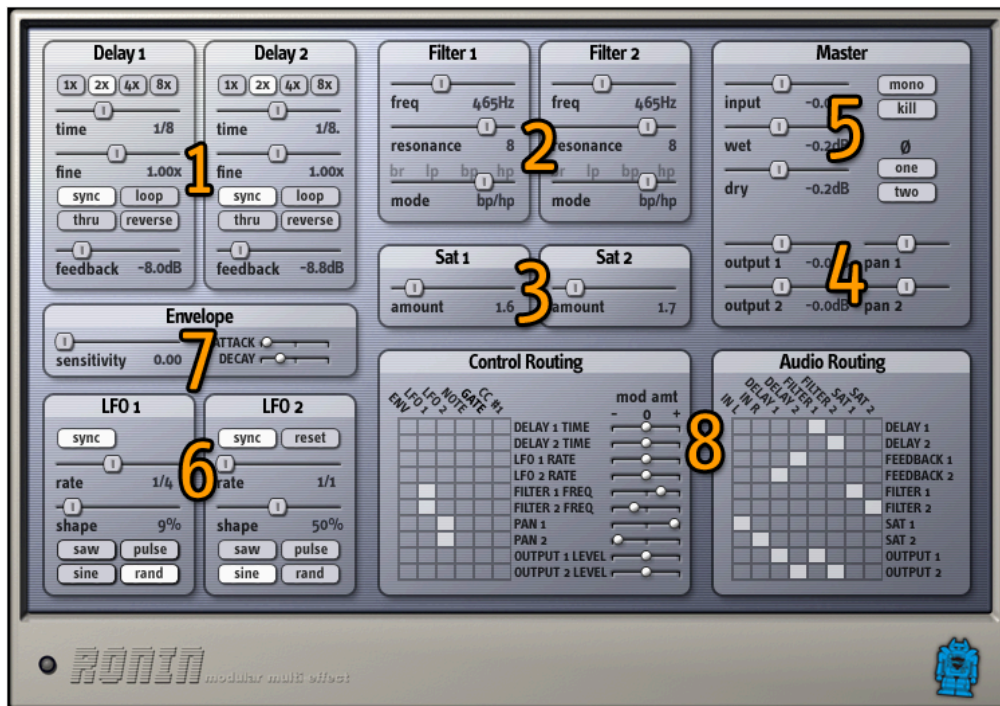 Delay 1
1x 2x 4x 8x
time 1/8
fine 1.00x
sync loop
thru reverse
feedback -8.0dB
Delay 2
1x 2x 4x 8x
time 1/8.
fine 1.00x
sync loop
thru reverse
feedback -8.8dB
1
Filter 1
freq 465Hz
resonance 8
br lp bp hp
mode bp/hp
Filter 2
freq 465Hz
resonance 8
br lp bp hp
mode bp/hp
2
Master
input
wet -0.2dB
dry -0.2dB
mono
kill
Ø
one
two
5
output 1
pan 1
output 2 -0.0dB
pan 2
4
Sat 1
amount 1.6
Sat 2
amount 1.7
3
Envelope
sensitivity 0.00
ATTACK
DECAY
7
LFO 1
sync
rate 1/4
shape 9%
saw pulse
sine rand
LFO 2
sync reset
rate 1/1
shape 50%
saw pulse
sine rand
6
Control Routing
ENV LFO 1 LFO 2 NOTE GATE CC #1
mod amt
- 0 +
DELAY 1 TIME
DELAY 2 TIME
LFO 1 RATE
LFO 2 RATE
FILTER 1 FREQ
FILTER 2 FREQ
PAN 1
PAN 2
OUTPUT 1 LEVEL
OUTPUT 2 LEVEL
8
Audio Routing
IN L IN R DELAY 1 DELAY 2 FILTER 1 FILTER 2 SAT 1 SAT 2
DELAY 1
DELAY 2
FEEDBACK 1
FEEDBACK 2
FILTER 1
FILTER 2
SAT 1
SAT 2
OUTPUT 1
OUTPUT 2
RONIN modular multi effect